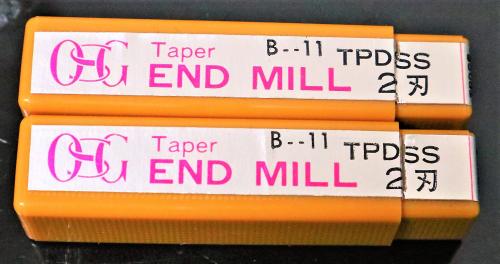 OSG Taper B--11 TPDSS
END MILL 2刃
OSG Taper B--11 TPDSS
END MILL 2刃